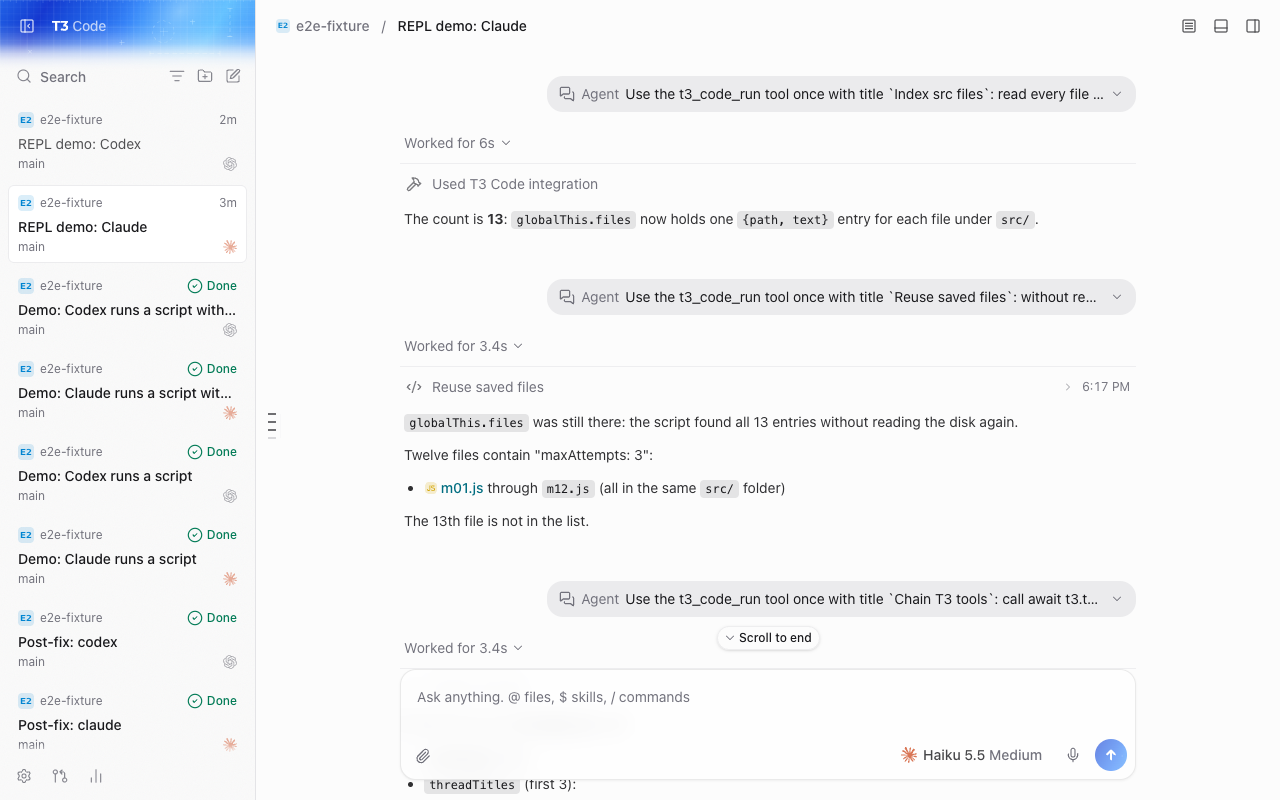 T3 Code
Search
E2 e2e-fixture 2m
REPL demo: Codex
main
E2 e2e-fixture 3m
REPL demo: Claude
main
E2 e2e-fixture Done
Demo: Codex runs a script with...
main
E2 e2e-fixture Done
Demo: Claude runs a script wit...
main
E2 e2e-fixture Done
Demo: Codex runs a script
main
E2 e2e-fixture Done
Demo: Claude runs a script
main
E2 e2e-fixture Done
Post-fix: codex
main
E2 e2e-fixture Done
Post-fix: claude
main
E2 e2e-fixture / REPL demo: Claude
Agent Use the t3_code_run tool once with title `Index src files`: read every file ...
Worked for 6s
Used T3 Code integration
The count is 13: globalThis.files now holds one {path, text} entry for each file under src/.
Agent Use the t3_code_run tool once with title `Reuse saved files`: without re...
Worked for 3.4s
</> Reuse saved files 6:17 PM
globalThis.files was still there: the script found all 13 entries without reading the disk again.
Twelve files contain "maxAttempts: 3":
• JS m01.js through m12.js (all in the same src/ folder)
The 13th file is not in the list.
Agent Use the t3_code_run tool once with title `Chain T3 tools`: call await t3.t...
Scroll to end
Worked for 3.4s
Ask anything. @ files, $ skills, / commands
Haiku 5.5 Medium
• threadTitles (first 3):